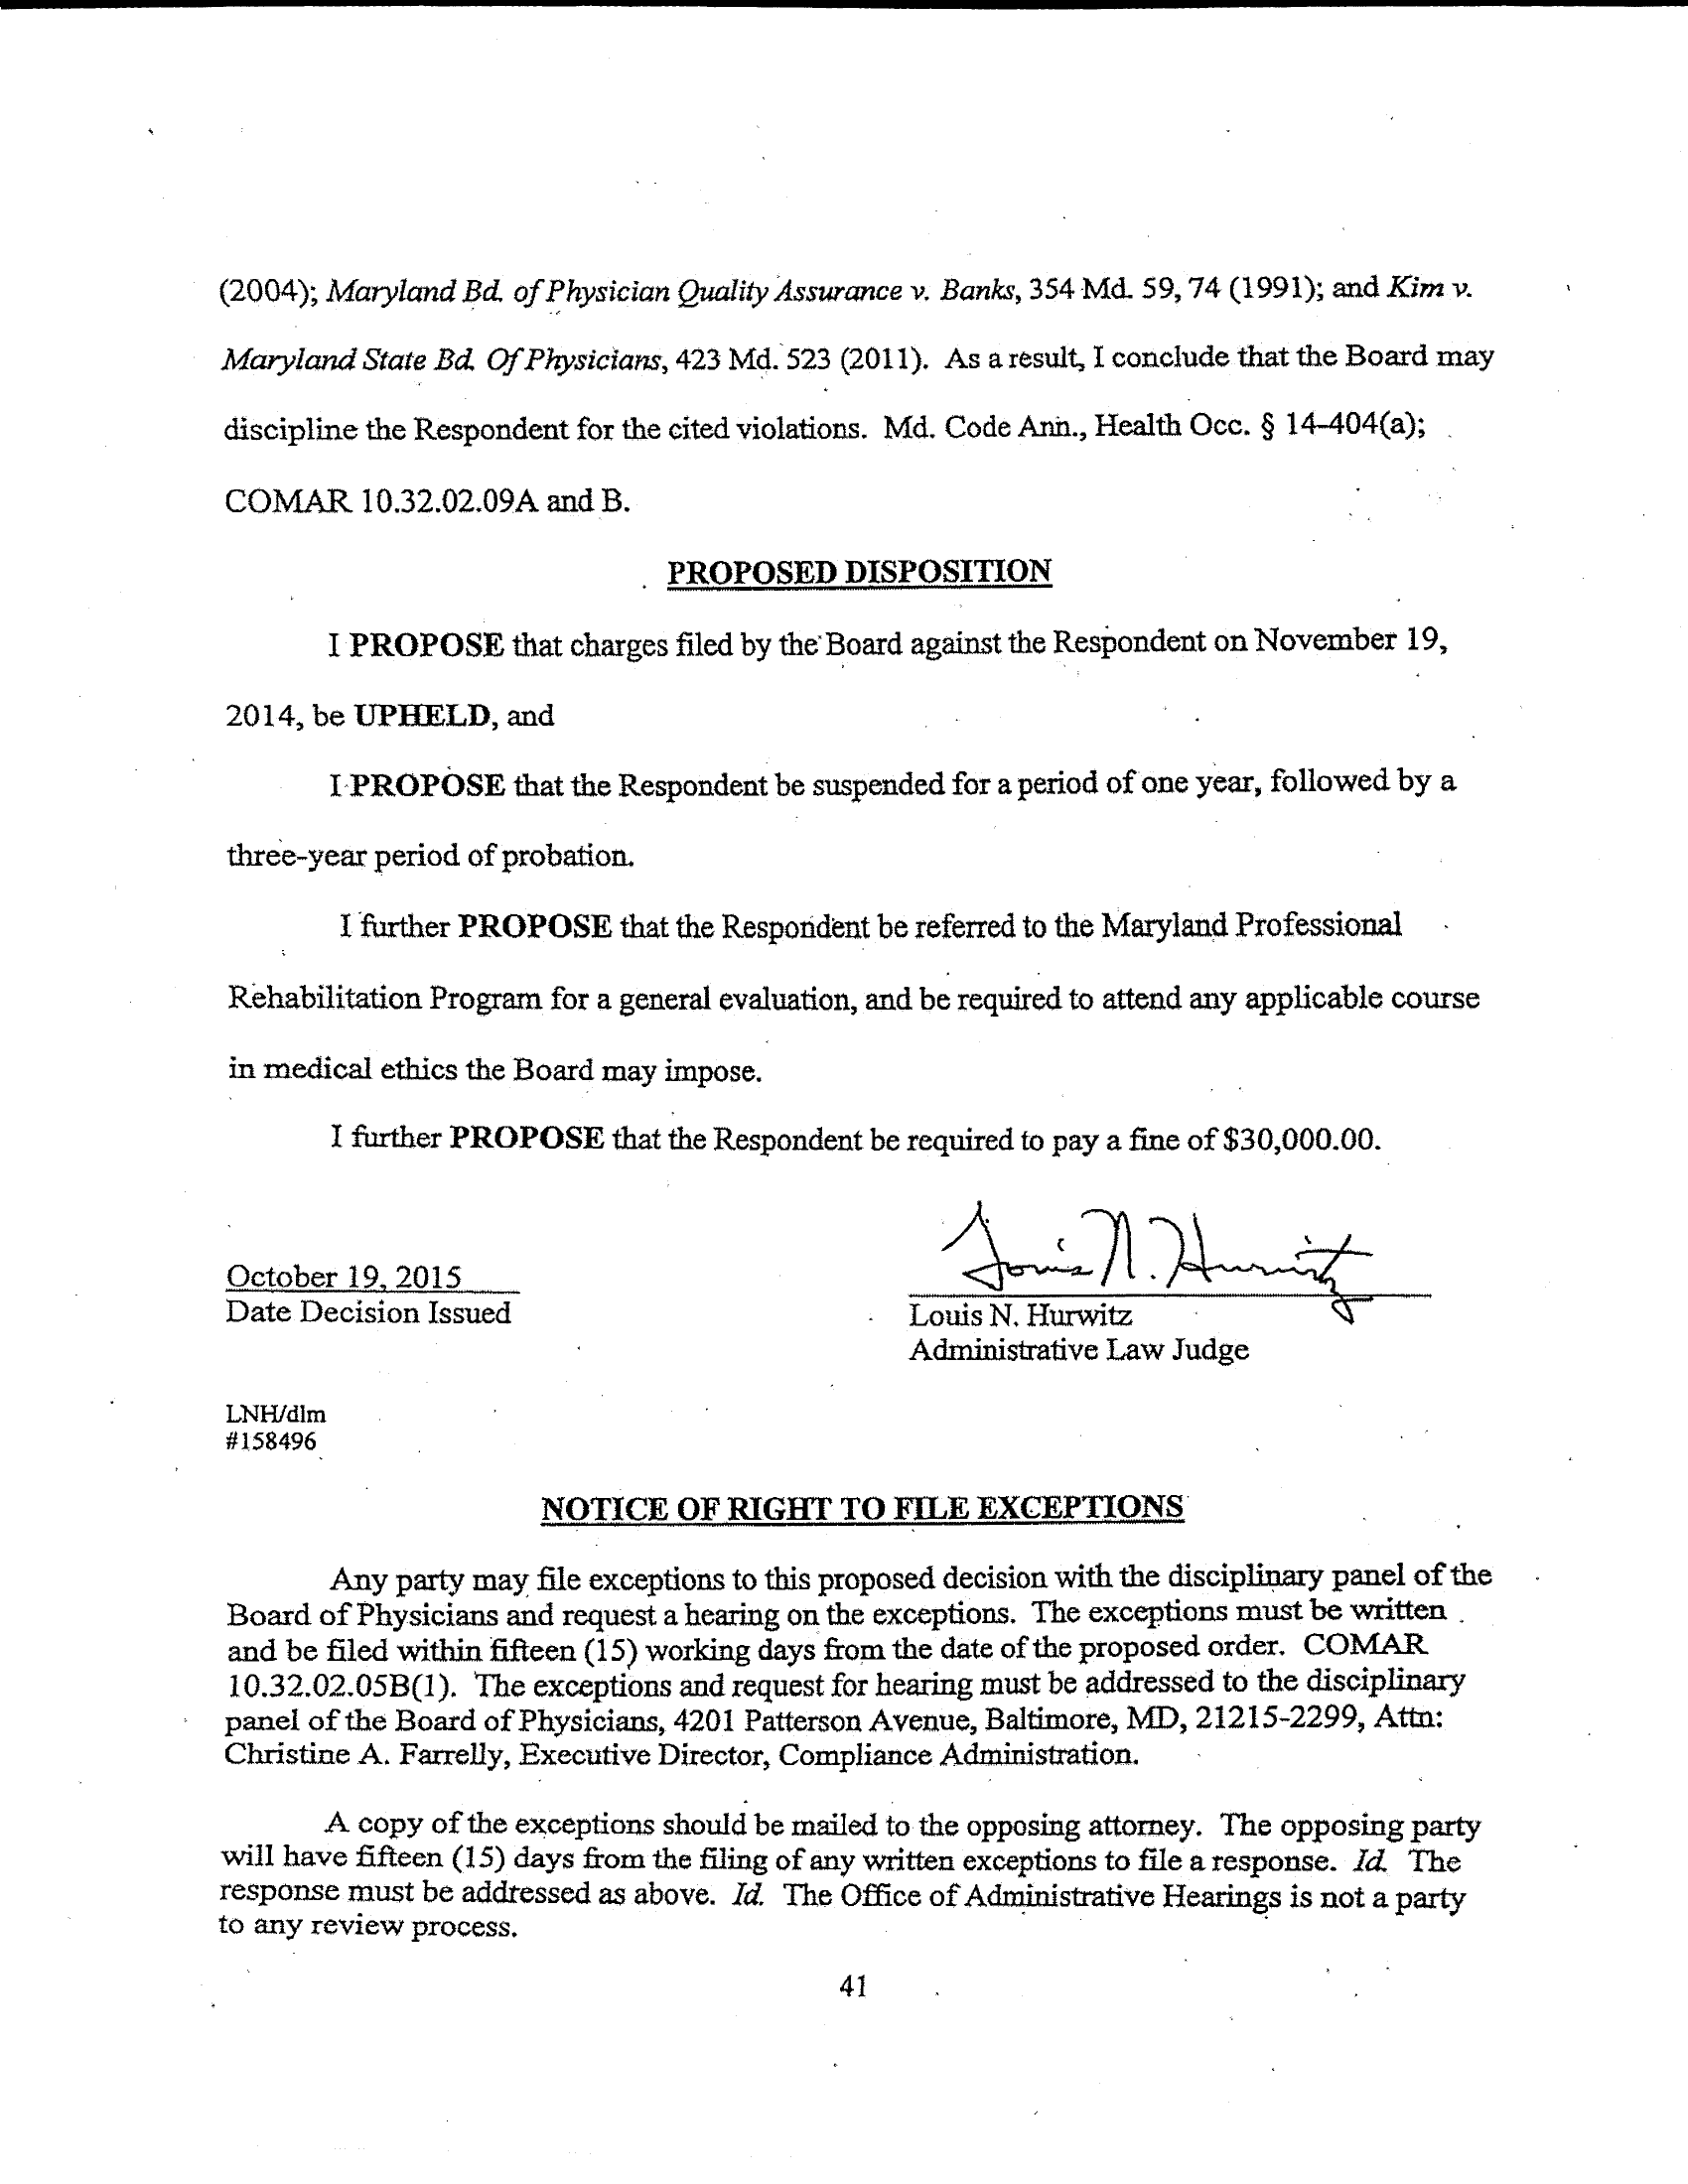 (2004); Maryland Bd. of Physician Quality Assurance v. Banks, 354 Md. 59, 74 (1991); and Kim v.
Maryland State Bd. Of Physicians, 423 Md. 523 (2011). As a result, I conclude that the Board may
discipline the Respondent for the cited violations. Md. Code Ann., Health Occ. § 14-404(a);
COMAR 10.32.02.09A and B.
PROPOSED DISPOSITION
I PROPOSE that charges filed by the Board against the Respondent on November 19,
2014, be UPHELD, and
I PROPOSE that the Respondent be suspended for a period of one year, followed by a
three-year period of probation.
I further PROPOSE that the Respondent be referred to the Maryland Professional
Rehabilitation Program for a general evaluation, and be required to attend any applicable course
in medical ethics the Board may impose.
I further PROPOSE that the Respondent be required to pay a fine of $30,000.00.
Louis N. Hurwitz
October 19, 2015
Date Decision Issued
Louis N. Hurwitz
Administrative Law Judge
LNH/dlm
#158496
NOTICE OF RIGHT TO FILE EXCEPTIONS
Any party may file exceptions to this proposed decision with the disciplinary panel of the
Board of Physicians and request a hearing on the exceptions. The exceptions must be written
and be filed within fifteen (15) working days from the date of the proposed order. COMAR
10.32.02.05B(1). The exceptions and request for hearing must be addressed to the disciplinary
panel of the Board of Physicians, 4201 Patterson Avenue, Baltimore, MD, 21215-2299, Attn:
Christine A. Farrelly, Executive Director, Compliance Administration.
A copy of the exceptions should be mailed to the opposing attorney. The opposing party
will have fifteen (15) days from the filing of any written exceptions to file a response. Id. The
response must be addressed as above. Id. The Office of Administrative Hearings is not a party
to any review process.
41